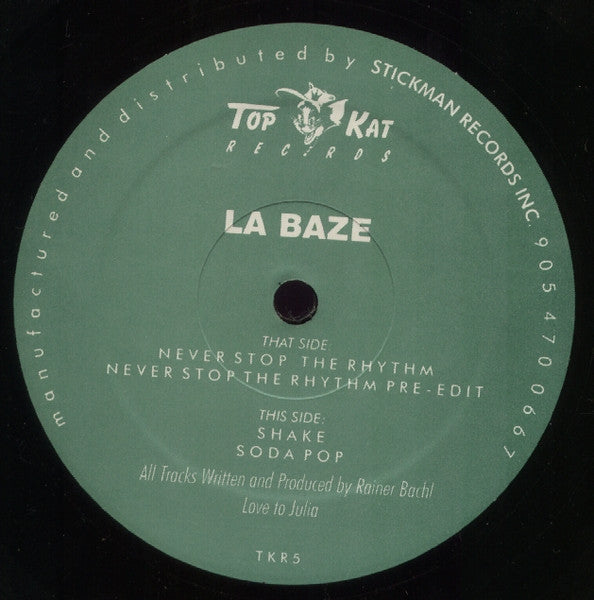 manufactured and distributed by STICKMAN RECORDS INC. 905 470 0667
TOP KAT
RECORDS
LA BAZE
THAT SIDE:
NEVER STOP THE RHYTHM
NEVER STOP THE RHYTHM PRE-EDIT
THIS SIDE:
SHAKE
SODA POP
All Tracks Written and Produced by Rainer Bachl
Love to Julia
TKR5